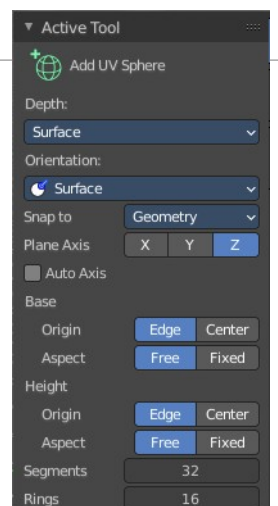 Active Tool
Add UV Sphere
Depth:
Surface
Orientation:
Surface
Snap to Geometry
Plane Axis X Y Z
Auto Axis
Base
Origin Edge Center
Aspect Free Fixed
Height
Origin Edge Center
Aspect Free Fixed
Segments 32
Rings 16